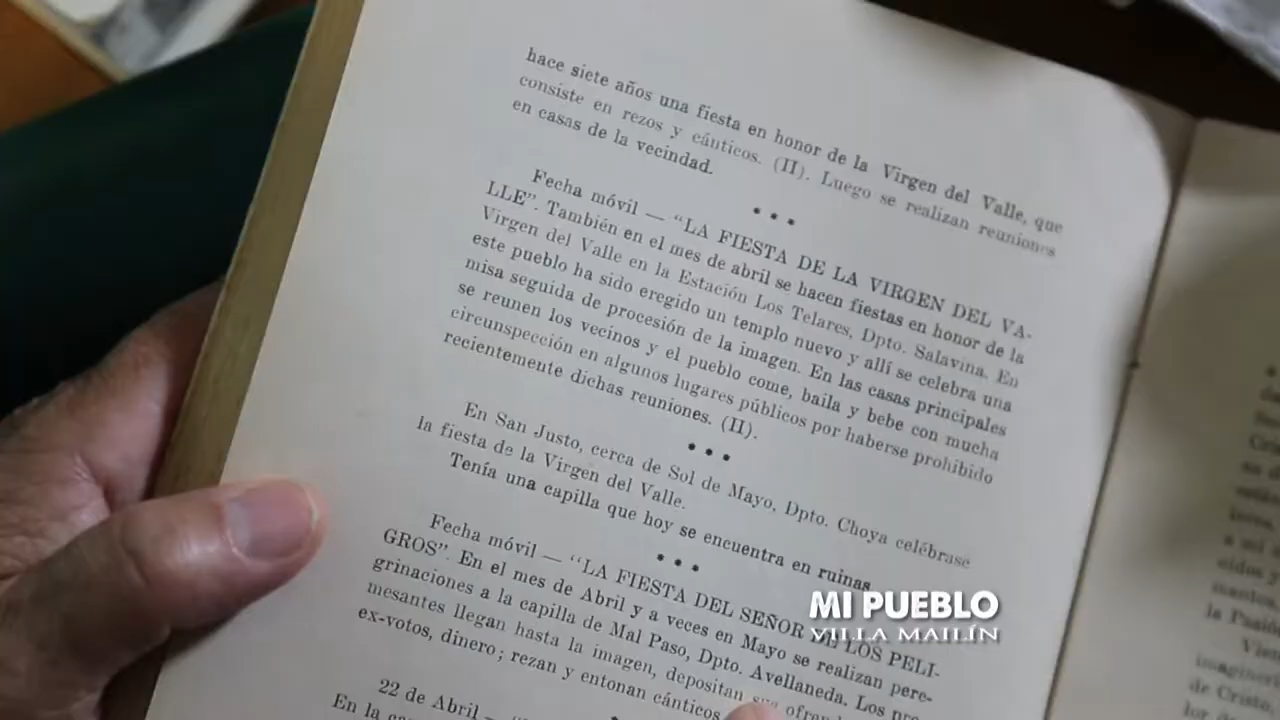 hace siete años una fiesta en honor de la Virgen del Valle, que
consiste en rezos y cánticos. (II). Luego se realizan reuniones
en casas de la vecindad.
• • •
Fecha móvil — “LA FIESTA DE LA VIRGEN DEL VA-
LLE”. También en el mes de abril se hacen fiestas en honor de la
Virgen del Valle en la Estación Los Telares, Dpto. Salavina. En
este pueblo ha sido eregido un templo nuevo y allí se celebra una
misa seguida de procesión de la imagen. En las casas principales
se reunen los vecinos y el pueblo come, baila y bebe con mucha
circunspección en algunos lugares públicos por haberse prohibido
recientemente dichas reuniones. (II).
• • •
En San Justo, cerca de Sol de Mayo, Dpto. Choya celébrase
la fiesta de la Virgen del Valle.
Tenía una capilla que hoy se encuentra en ruinas
• • •
Fecha móvil — “LA FIESTA DEL SEÑOR DE LOS PELI-
GROS”. En el mes de Abril y a veces en Mayo se realizan pere-
grinaciones a la capilla de Mal Paso, Dpto. Avellaneda. Los pro-
mesantes llegan hasta la imagen, depositan sus
ex-votos, dinero; rezan y entonan cánticos
22 de Abril —
En la
a mi
la
de Cristo,
MI PUEBLO
VILLA MAILÍN